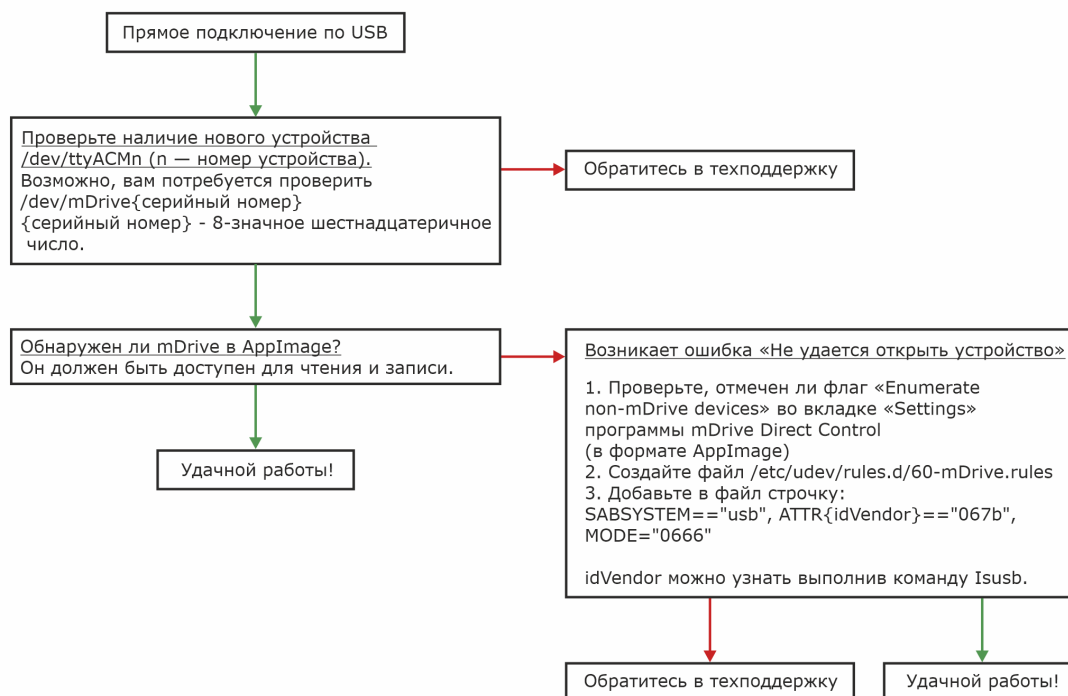 Прямое подключение по USB
Проверьте наличие нового устройства
/dev/ttyACMn (n — номер устройства).
Возможно, вам потребуется проверить
/dev/mDrive{серийный номер}
{серийный номер} - 8-значное шестнадцатеричное
число.
Обратитесь в техподдержку
Обнаружен ли mDrive в AppImage?
Он должен быть доступен для чтения и записи.
Удачной работы!
Возникает ошибка «Не удается открыть устройство»
1. Проверьте, отмечен ли флаг «Enumerate
non-mDrive devices» во вкладке «Settings»
программы mDrive Direct Control
(в формате AppImage)
2. Создайте файл /etc/udev/rules.d/60-mDrive.rules
3. Добавьте в файл строчку:
SABSYSTEM=="usb", ATTR{idVendor}=="067b",
MODE="0666"
idVendor можно узнать выполнив команду Isusb.
Обратитесь в техподдержку
Удачной работы!